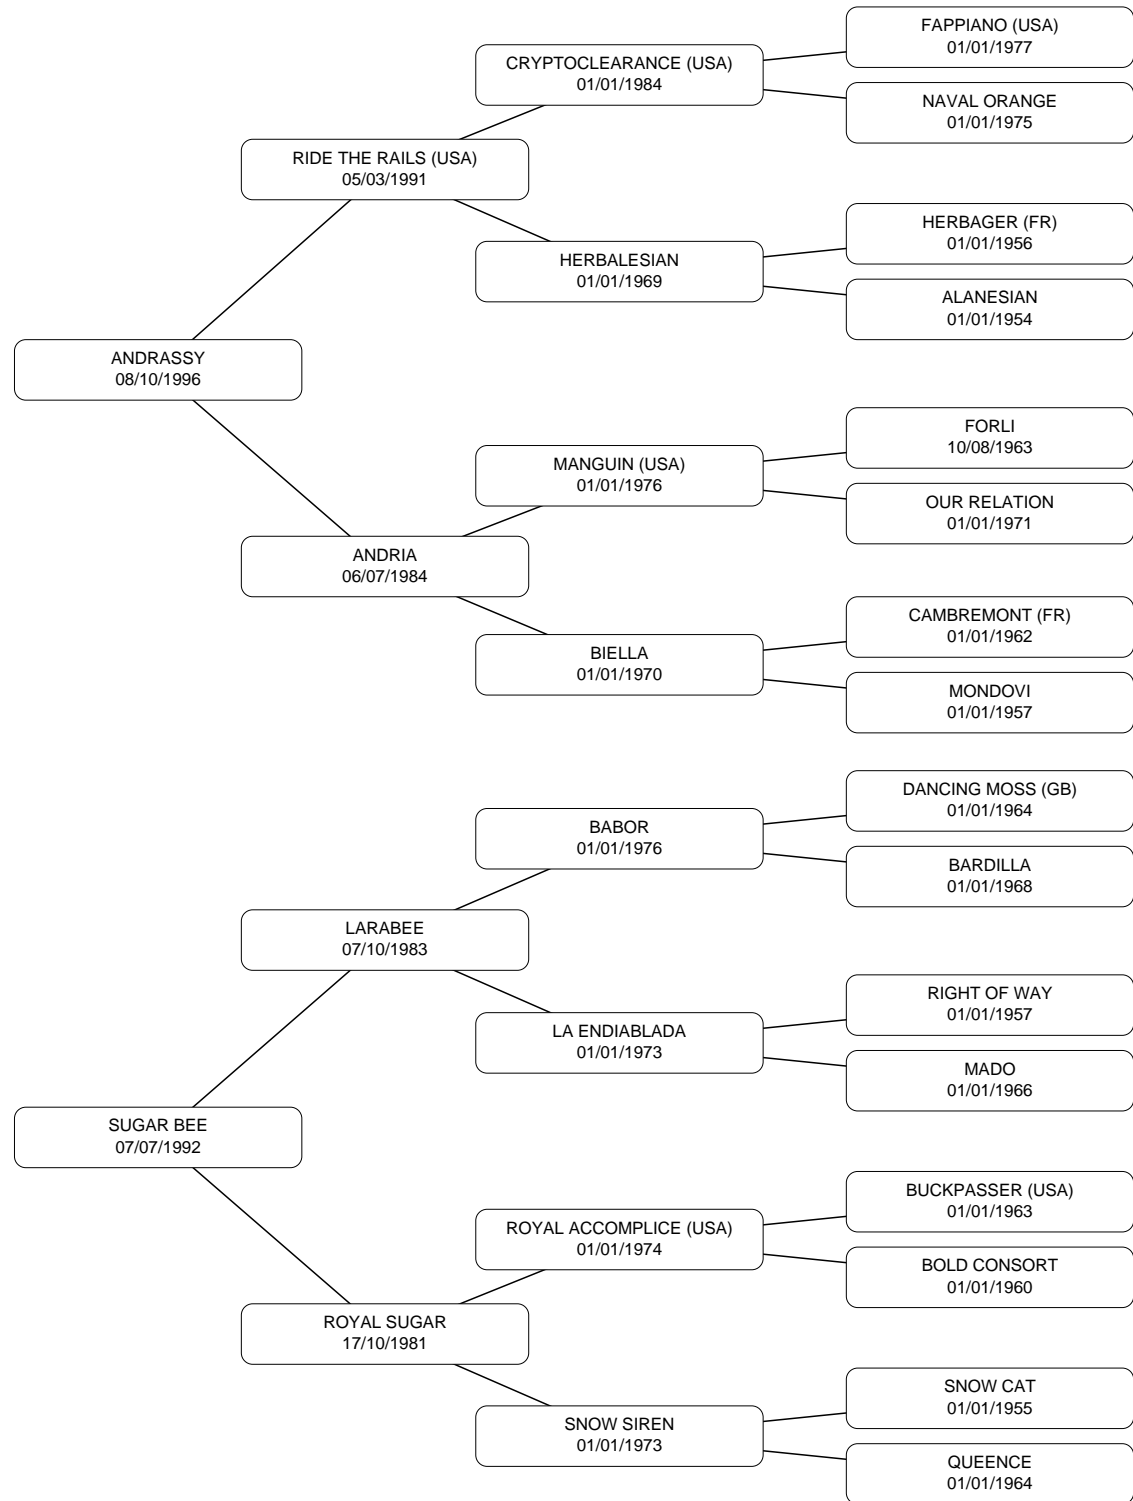 FAPPIANO (USA)
01/01/1977
CRYPTOCLEARANCE (USA)
01/01/1984
NAVAL ORANGE
01/01/1975
RIDE THE RAILS (USA)
05/03/1991
HERBAGER (FR)
01/01/1956
HERBALESIAN
01/01/1969
ALANESIAN
01/01/1954
ANDRASSY
08/10/1996
FORLI
10/08/1963
MANGUIN (USA)
01/01/1976
OUR RELATION
01/01/1971
ANDRIA
06/07/1984
CAMBREMONT (FR)
01/01/1962
BIELLA
01/01/1970
MONDOVI
01/01/1957
DANCING MOSS (GB)
01/01/1964
BABOR
01/01/1976
BARDILLA
01/01/1968
LARABEE
07/10/1983
RIGHT OF WAY
01/01/1957
LA ENDIABLADA
01/01/1973
MADO
01/01/1966
SUGAR BEE
07/07/1992
BUCKPASSER (USA)
01/01/1963
ROYAL ACCOMPLICE (USA)
01/01/1974
BOLD CONSORT
01/01/1960
ROYAL SUGAR
17/10/1981
SNOW CAT
01/01/1955
SNOW SIREN
01/01/1973
QUEENCE
01/01/1964